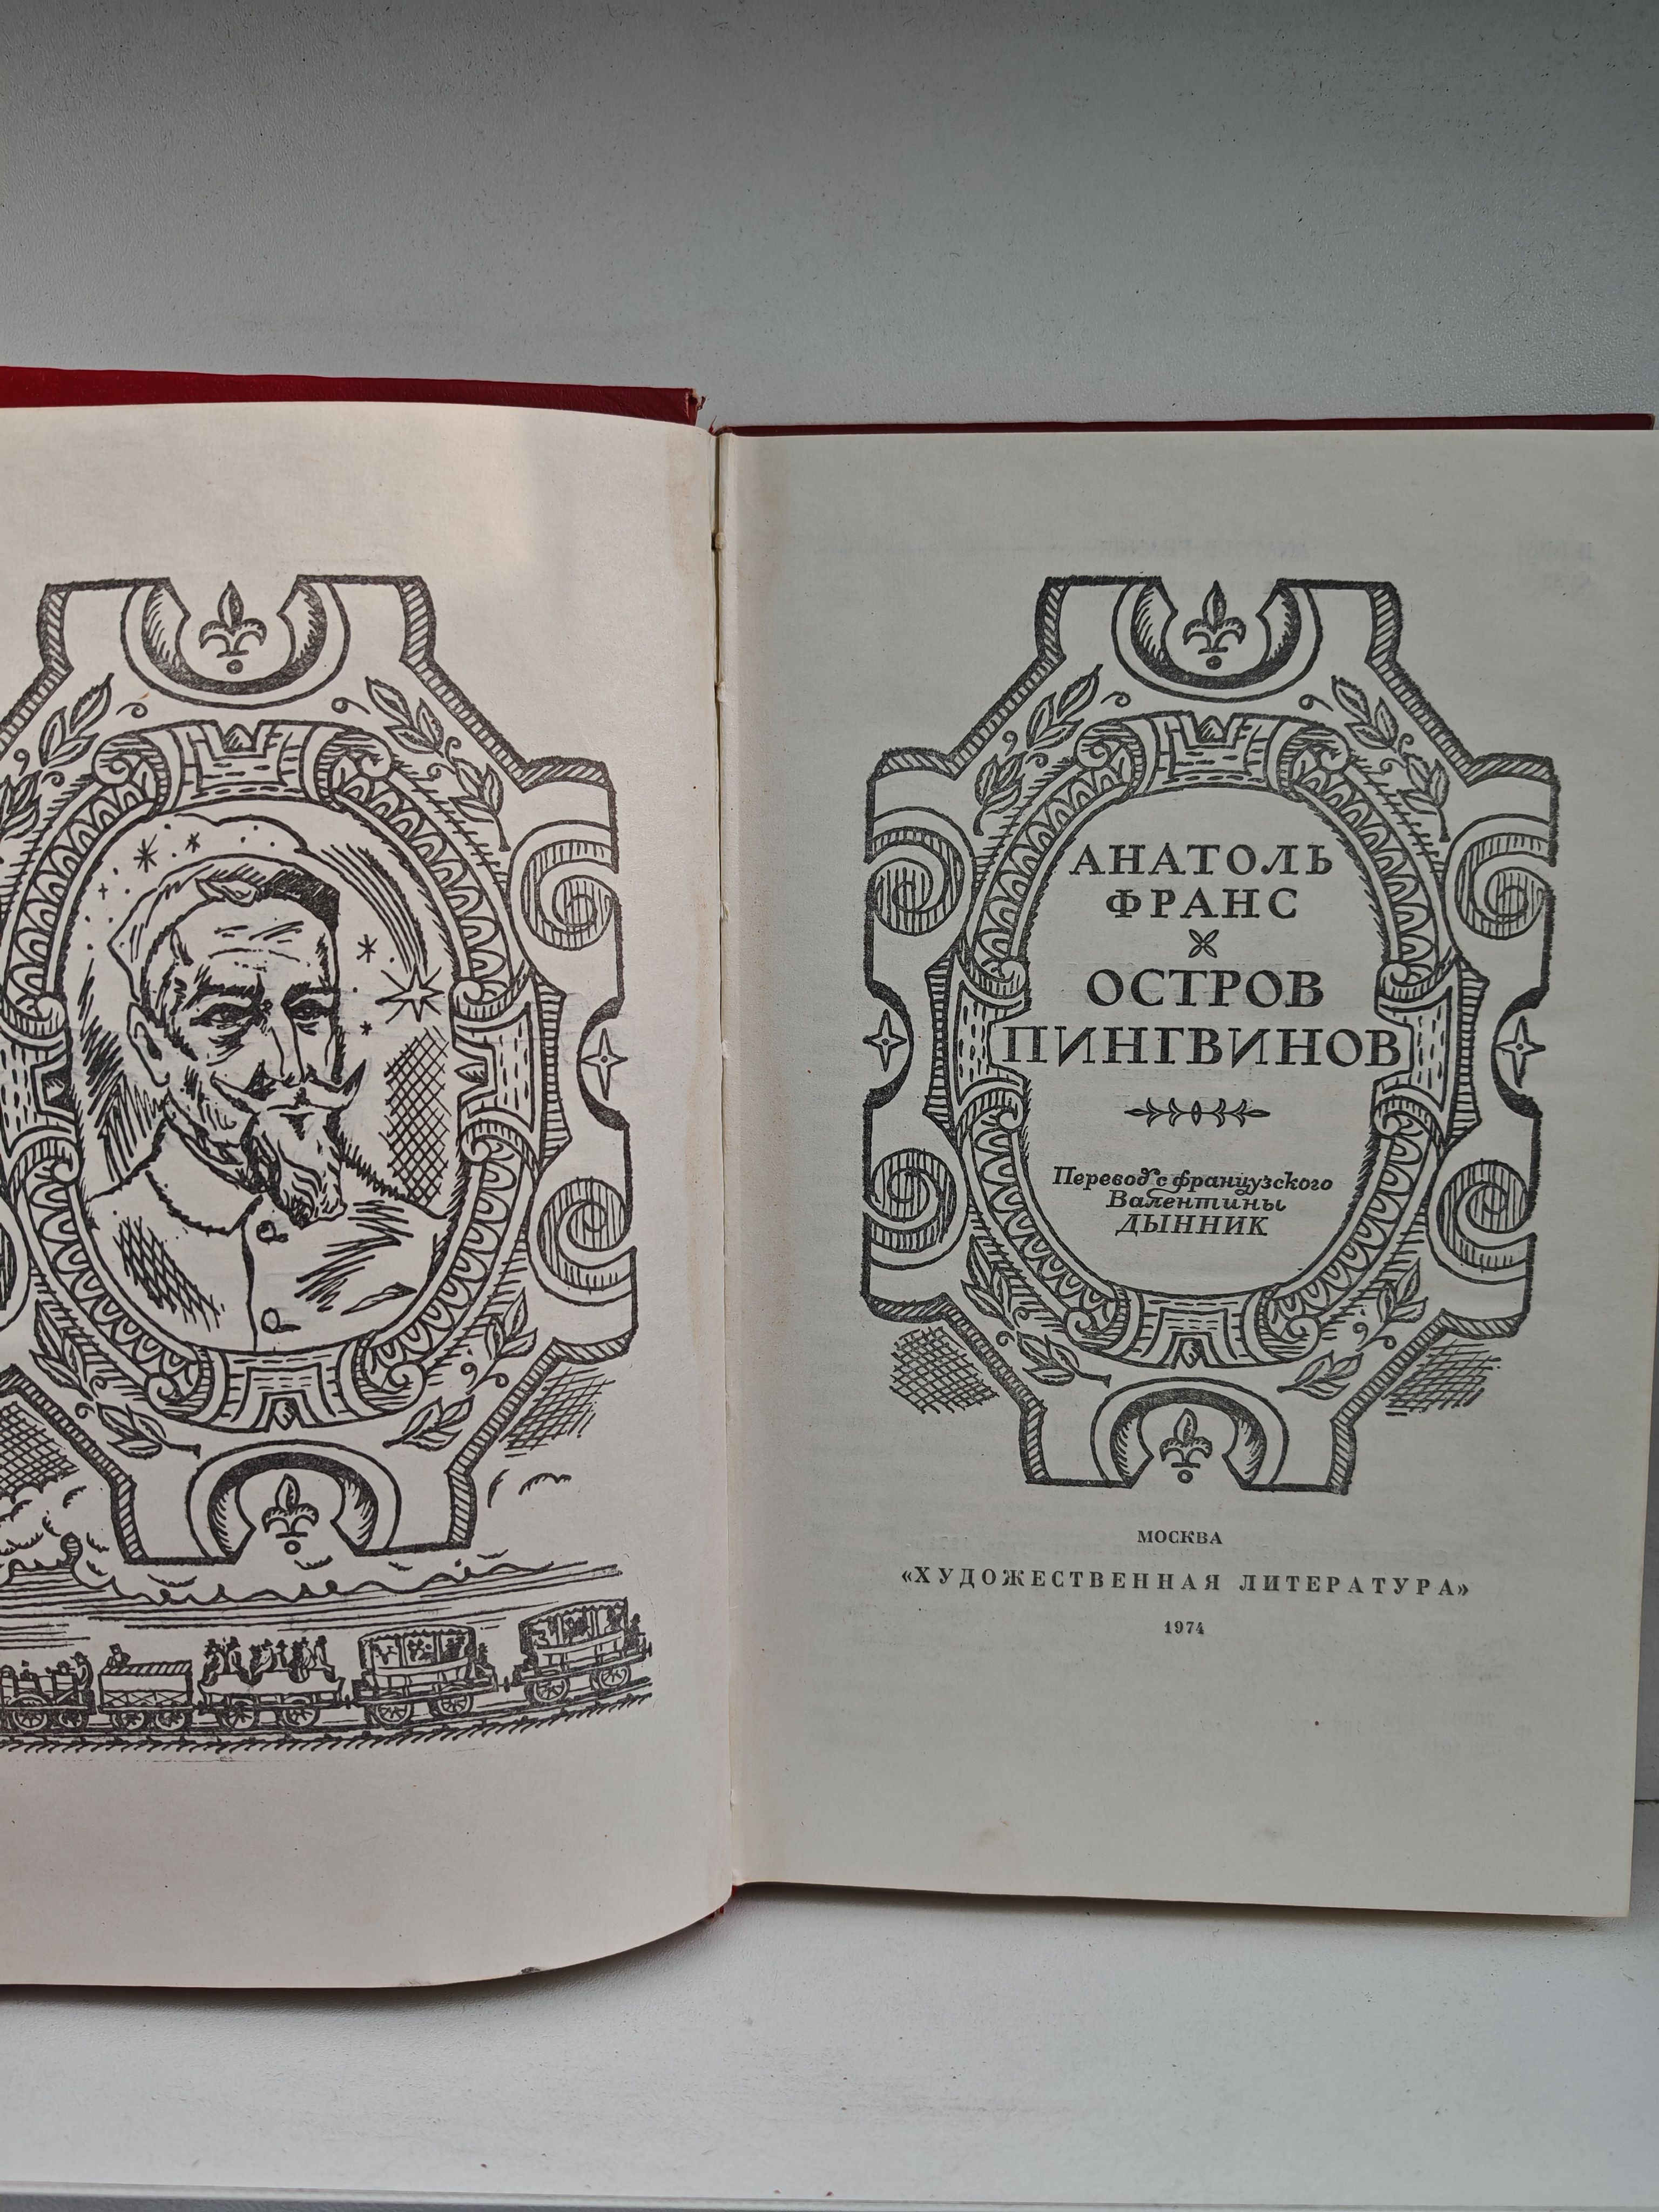 АНАТОЛЬ
ФРАНС
ОСТРОВ
ПИНГВИНОВ
Перевод с французского
Валентины
ДЫННИК
МОСКВА
«ХУДОЖЕСТВЕННАЯ ЛИТЕРАТУРА»
1974